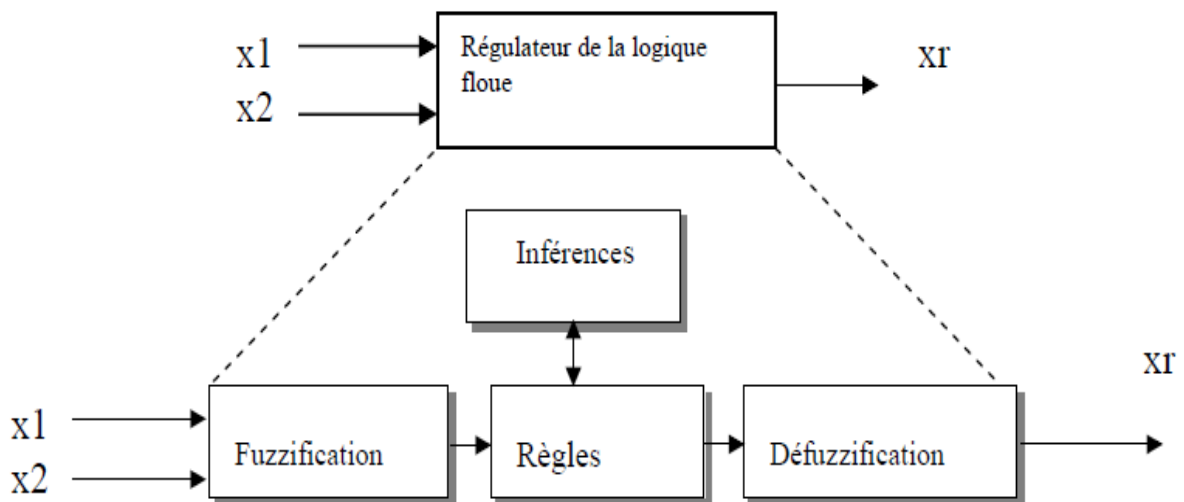 x1
x2
Régulateur de la logique
floue
xr
Inférences
xr
x1
x2
Fuzzification
Règles
Défuzzification